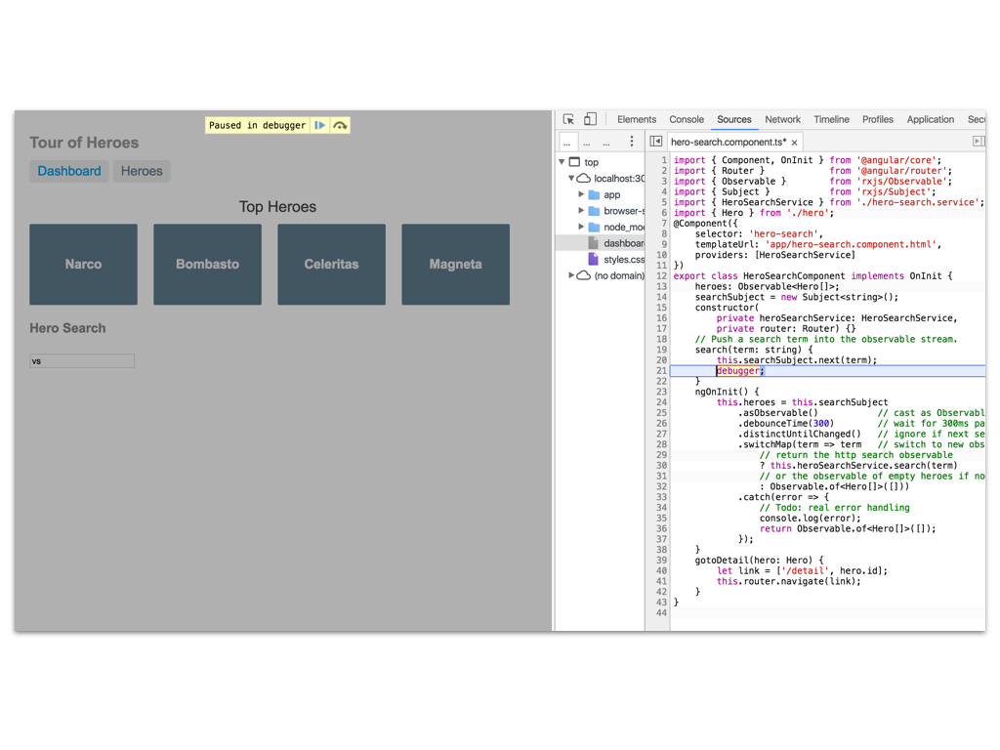 Paused in debugger
Tour of Heroes
Dashboard Heroes
Top Heroes
Narco Bombasto Celeritas Magneta
Hero Search
vs
Elements Console Sources Network Timeline Profiles Application
... ... ... hero-search.component.ts* ×
top
localhost:30
app
browser-s
node_mod
dashboar
styles.css
(no domain)
1 import { Component, OnInit } from '@angular/core';
2 import { Router } from '@angular/router';
3 import { Observable } from 'rxjs/Observable';
4 import { Subject } from 'rxjs/Subject';
5 import { HeroSearchService } from './hero-search.service';
6 import { Hero } from './hero';
7 @Component({
8 selector: 'hero-search',
9 templateUrl: 'app/hero-search.component.html',
10 providers: [HeroSearchService]
11 })
12 export class HeroSearchComponent implements OnInit {
13 heroes: Observable<Hero[]>;
14 searchSubject = new Subject<string>();
15 constructor(
16 private heroSearchService: HeroSearchService,
17 private router: Router) {}
18 // Push a search term into the observable stream.
19 search(term: string) {
20 this.searchSubject.next(term);
21 debugger;
22 }
23 ngOnInit() {
24 this.heroes = this.searchSubject
25 .asObservable() // cast as Observabl
26 .debounceTime(300) // wait for 300ms pa
27 .distinctUntilChanged() // ignore if next se
28 .switchMap(term => term // switch to new obs
29 // return the http search observable
30 ? this.heroSearchService.search(term)
31 // or the observable of empty heroes if no
32 : Observable.of<Hero[]>([]))
33 .catch(error => {
34 // Todo: real error handling
35 console.log(error);
36 return Observable.of<Hero[]>([]);
37 });
38 }
39 gotoDetail(hero: Hero) {
40 let link = ['/detail', hero.id];
41 this.router.navigate(link);
42 }
43 }
44